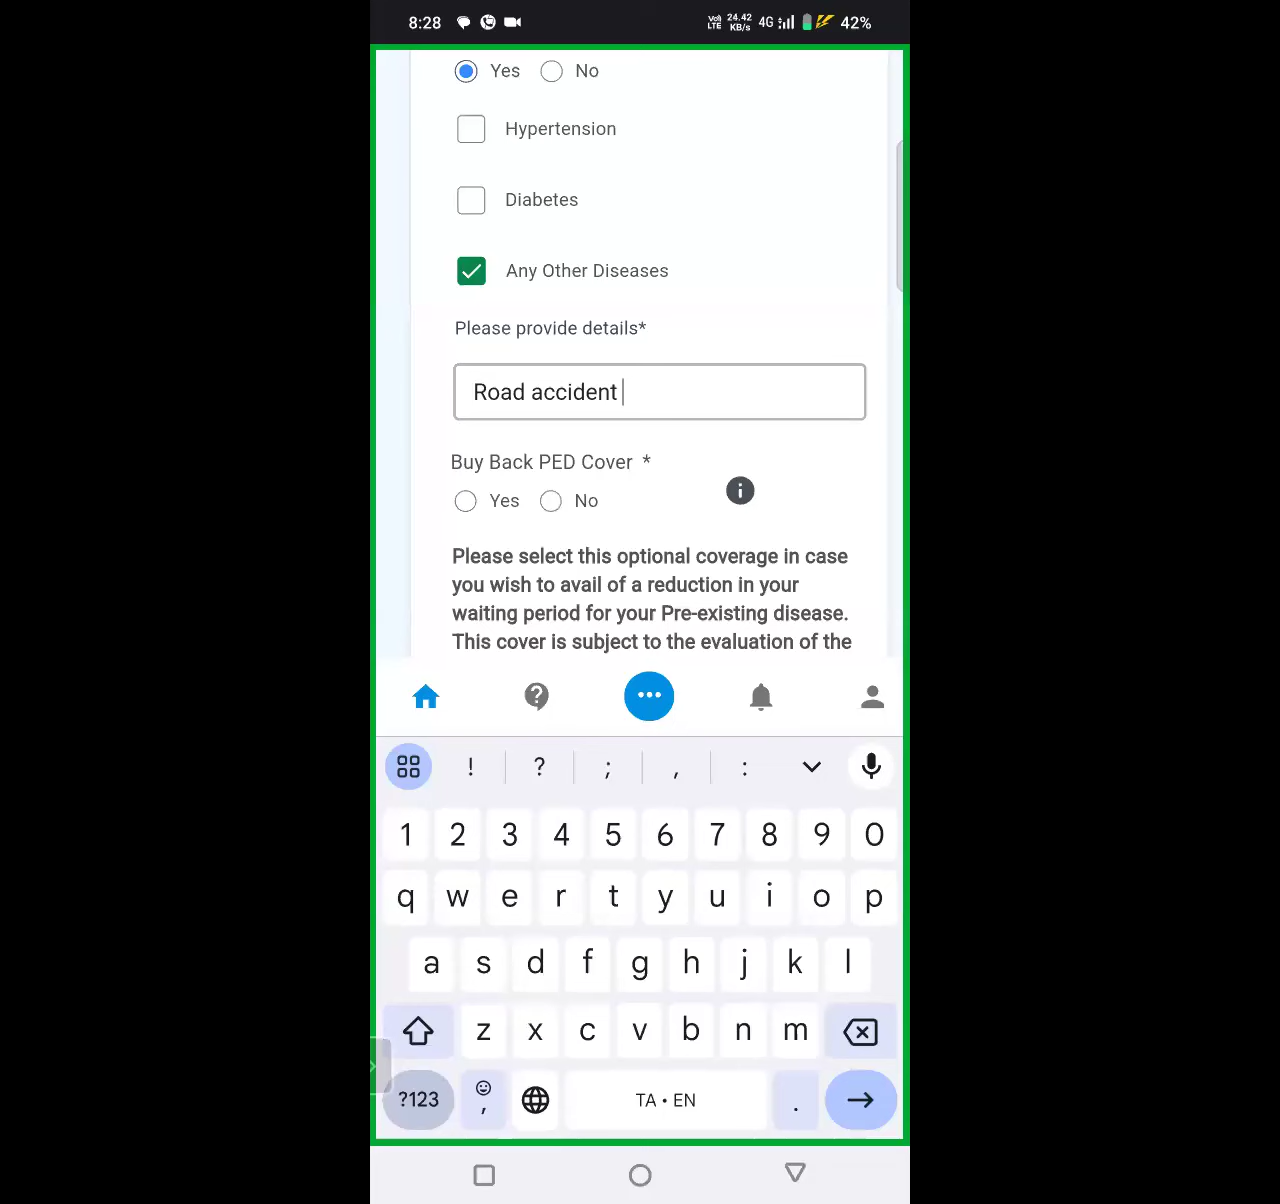 8:28 Vo) LTE 24.42 KB/s 4G 42%
Yes No
Hypertension
Diabetes
Any Other Diseases
Please provide details*
Road accident
Buy Back PED Cover *
Yes No
Please select this optional coverage in case
you wish to avail of a reduction in your
waiting period for your Pre-existing disease.
This cover is subject to the evaluation of the
! ? ; , :
1 2 3 4 5 6 7 8 9 0
q w e r t y u i o p
a s d f g h j k l
z x c v b n m
?123 , TA • EN .